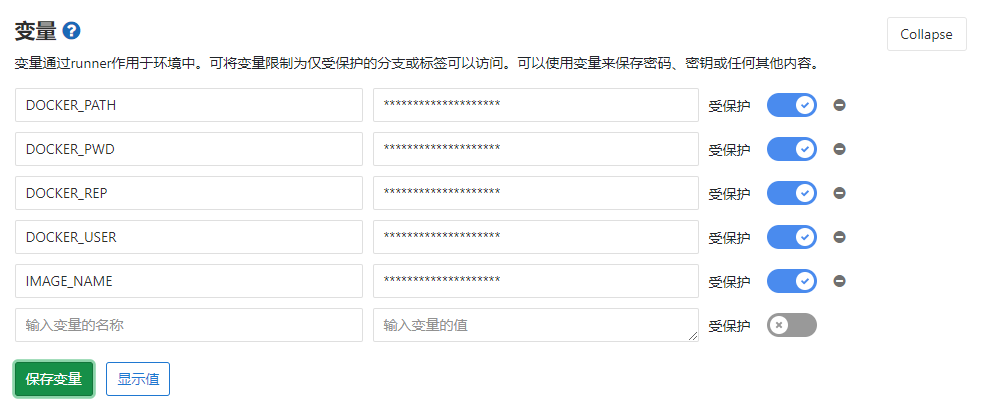 变量
Collapse
变量通过runner作用于环境中。可将变量限制为仅受保护的分支或标签可以访问。可以使用变量来保存密码、密钥或任何其他内容。
DOCKER_PATH ******************** 受保护
DOCKER_PWD ******************** 受保护
DOCKER_REP ******************** 受保护
DOCKER_USER ******************** 受保护
IMAGE_NAME ******************** 受保护
输入变量的名称 输入变量的值 受保护
保存变量 显示值